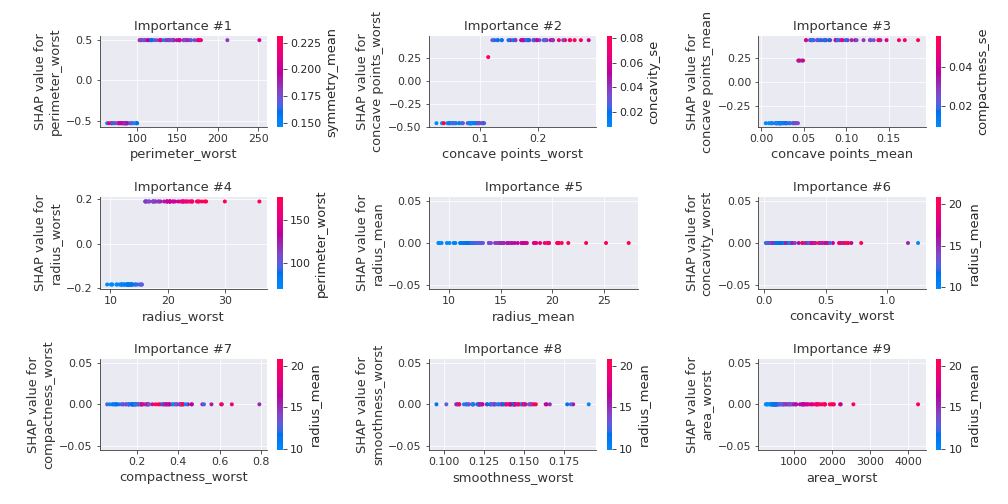 Importance #1
SHAP value for
perimeter_worst
0.5
0.0
−0.5
100
150
200
250
perimeter_worst
0.225
0.200
0.175
0.150
symmetry_mean
Importance #2
SHAP value for
concave points_worst
0.25
0.00
−0.25
−0.50
0.1
0.2
concave points_worst
0.08
0.06
0.04
0.02
concavity_se
Importance #3
SHAP value for
concave points_mean
0.25
0.00
−0.25
0.00
0.05
0.10
0.15
concave points_mean
0.04
0.02
compactness_se
Importance #4
SHAP value for
radius_worst
0.2
0.0
−0.2
10
20
30
radius_worst
150
100
perimeter_worst
Importance #5
SHAP value for
radius_mean
0.05
0.00
−0.05
10
15
20
25
radius_mean
Importance #6
SHAP value for
concavity_worst
0.05
0.00
−0.05
0.0
0.5
1.0
concavity_worst
20
15
10
radius_mean
Importance #7
SHAP value for
compactness_worst
0.05
0.00
−0.05
0.2
0.4
0.6
0.8
compactness_worst
20
15
10
radius_mean
Importance #8
SHAP value for
smoothness_worst
0.05
0.00
−0.05
0.100
0.125
0.150
0.175
smoothness_worst
20
15
10
radius_mean
Importance #9
SHAP value for
area_worst
0.05
0.00
−0.05
1000
2000
3000
4000
area_worst
20
15
10
radius_mean